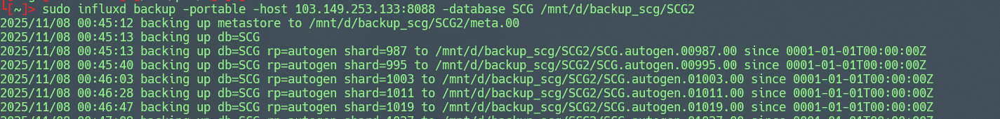 └[~]> sudo influxd backup -portable -host 103.149.253.133:8088 -database SCG /mnt/d/backup_scg/SCG2
2025/11/08 00:45:12 backing up metastore to /mnt/d/backup_scg/SCG2/meta.00
2025/11/08 00:45:13 backing up db=SCG
2025/11/08 00:45:13 backing up db=SCG rp=autogen shard=987 to /mnt/d/backup_scg/SCG2/SCG.autogen.00987.00 since 0001-01-01T00:00:00Z
2025/11/08 00:45:40 backing up db=SCG rp=autogen shard=995 to /mnt/d/backup_scg/SCG2/SCG.autogen.00995.00 since 0001-01-01T00:00:00Z
2025/11/08 00:46:03 backing up db=SCG rp=autogen shard=1003 to /mnt/d/backup_scg/SCG2/SCG.autogen.01003.00 since 0001-01-01T00:00:00Z
2025/11/08 00:46:28 backing up db=SCG rp=autogen shard=1011 to /mnt/d/backup_scg/SCG2/SCG.autogen.01011.00 since 0001-01-01T00:00:00Z
2025/11/08 00:46:47 backing up db=SCG rp=autogen shard=1019 to /mnt/d/backup_scg/SCG2/SCG.autogen.01019.00 since 0001-01-01T00:00:00Z